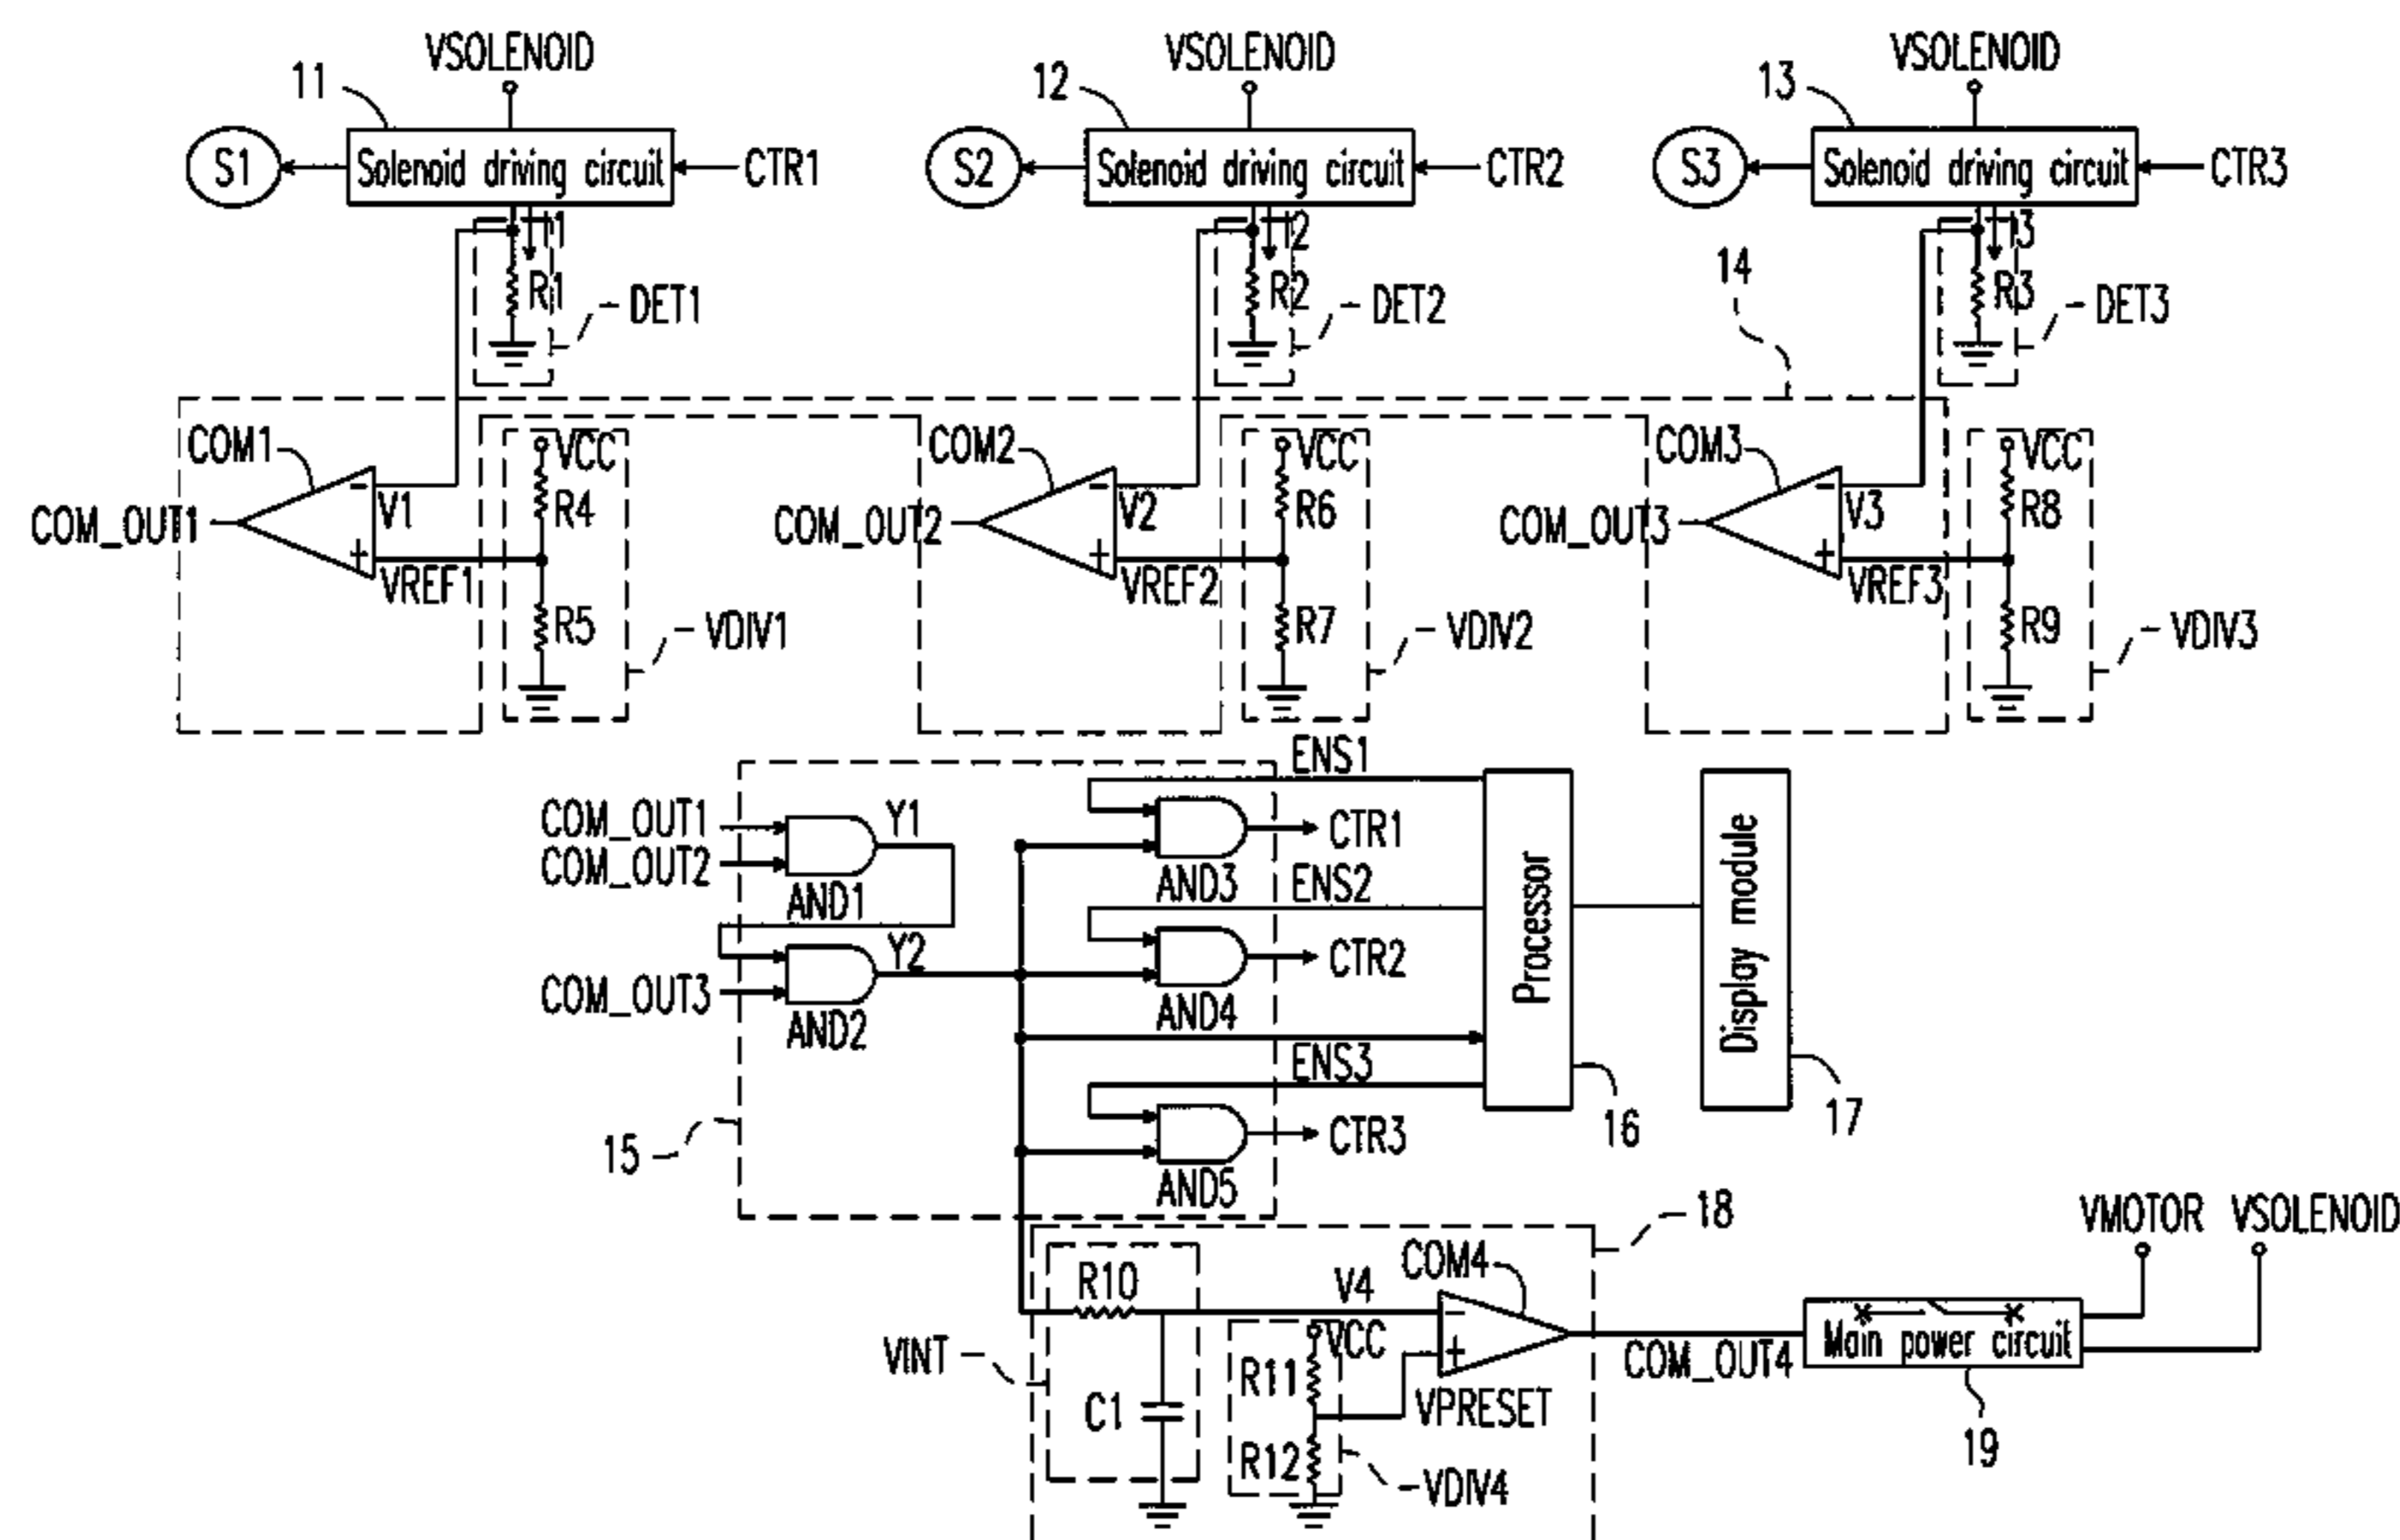 VSOLENOID VSOLENOID VSOLENOID
11 12 13
S1 Solenoid driving circuit CTR1 S2 Solenoid driving circuit CTR2 S3 Solenoid driving circuit CTR3
I1 I2 I3
14
R1 DET1 R2 DET2 R3 DET3
COM1 VCC COM2 VCC COM3 VCC
V1 R4 V2 R6 V3 R8
- - -
COM_OUT1 COM_OUT2 COM_OUT3
+ + +
VREF1 VREF2 VREF3
R5 VDIV1 R7 VDIV2 R9 VDIV3
ENS1
COM_OUT1 Y1 CTR1
COM_OUT2
AND1 AND3 ENS2
Processor Display module
Y2 CTR2
COM_OUT3
AND2 AND4
ENS3
15 CTR3 16 17
AND5
18 VMOTOR VSOLENOID
R10 V4 COM4
-
VINT VCC + COM_OUT4 Main power circuit
R11
C1 VPRESET
R12 19
VDIV4